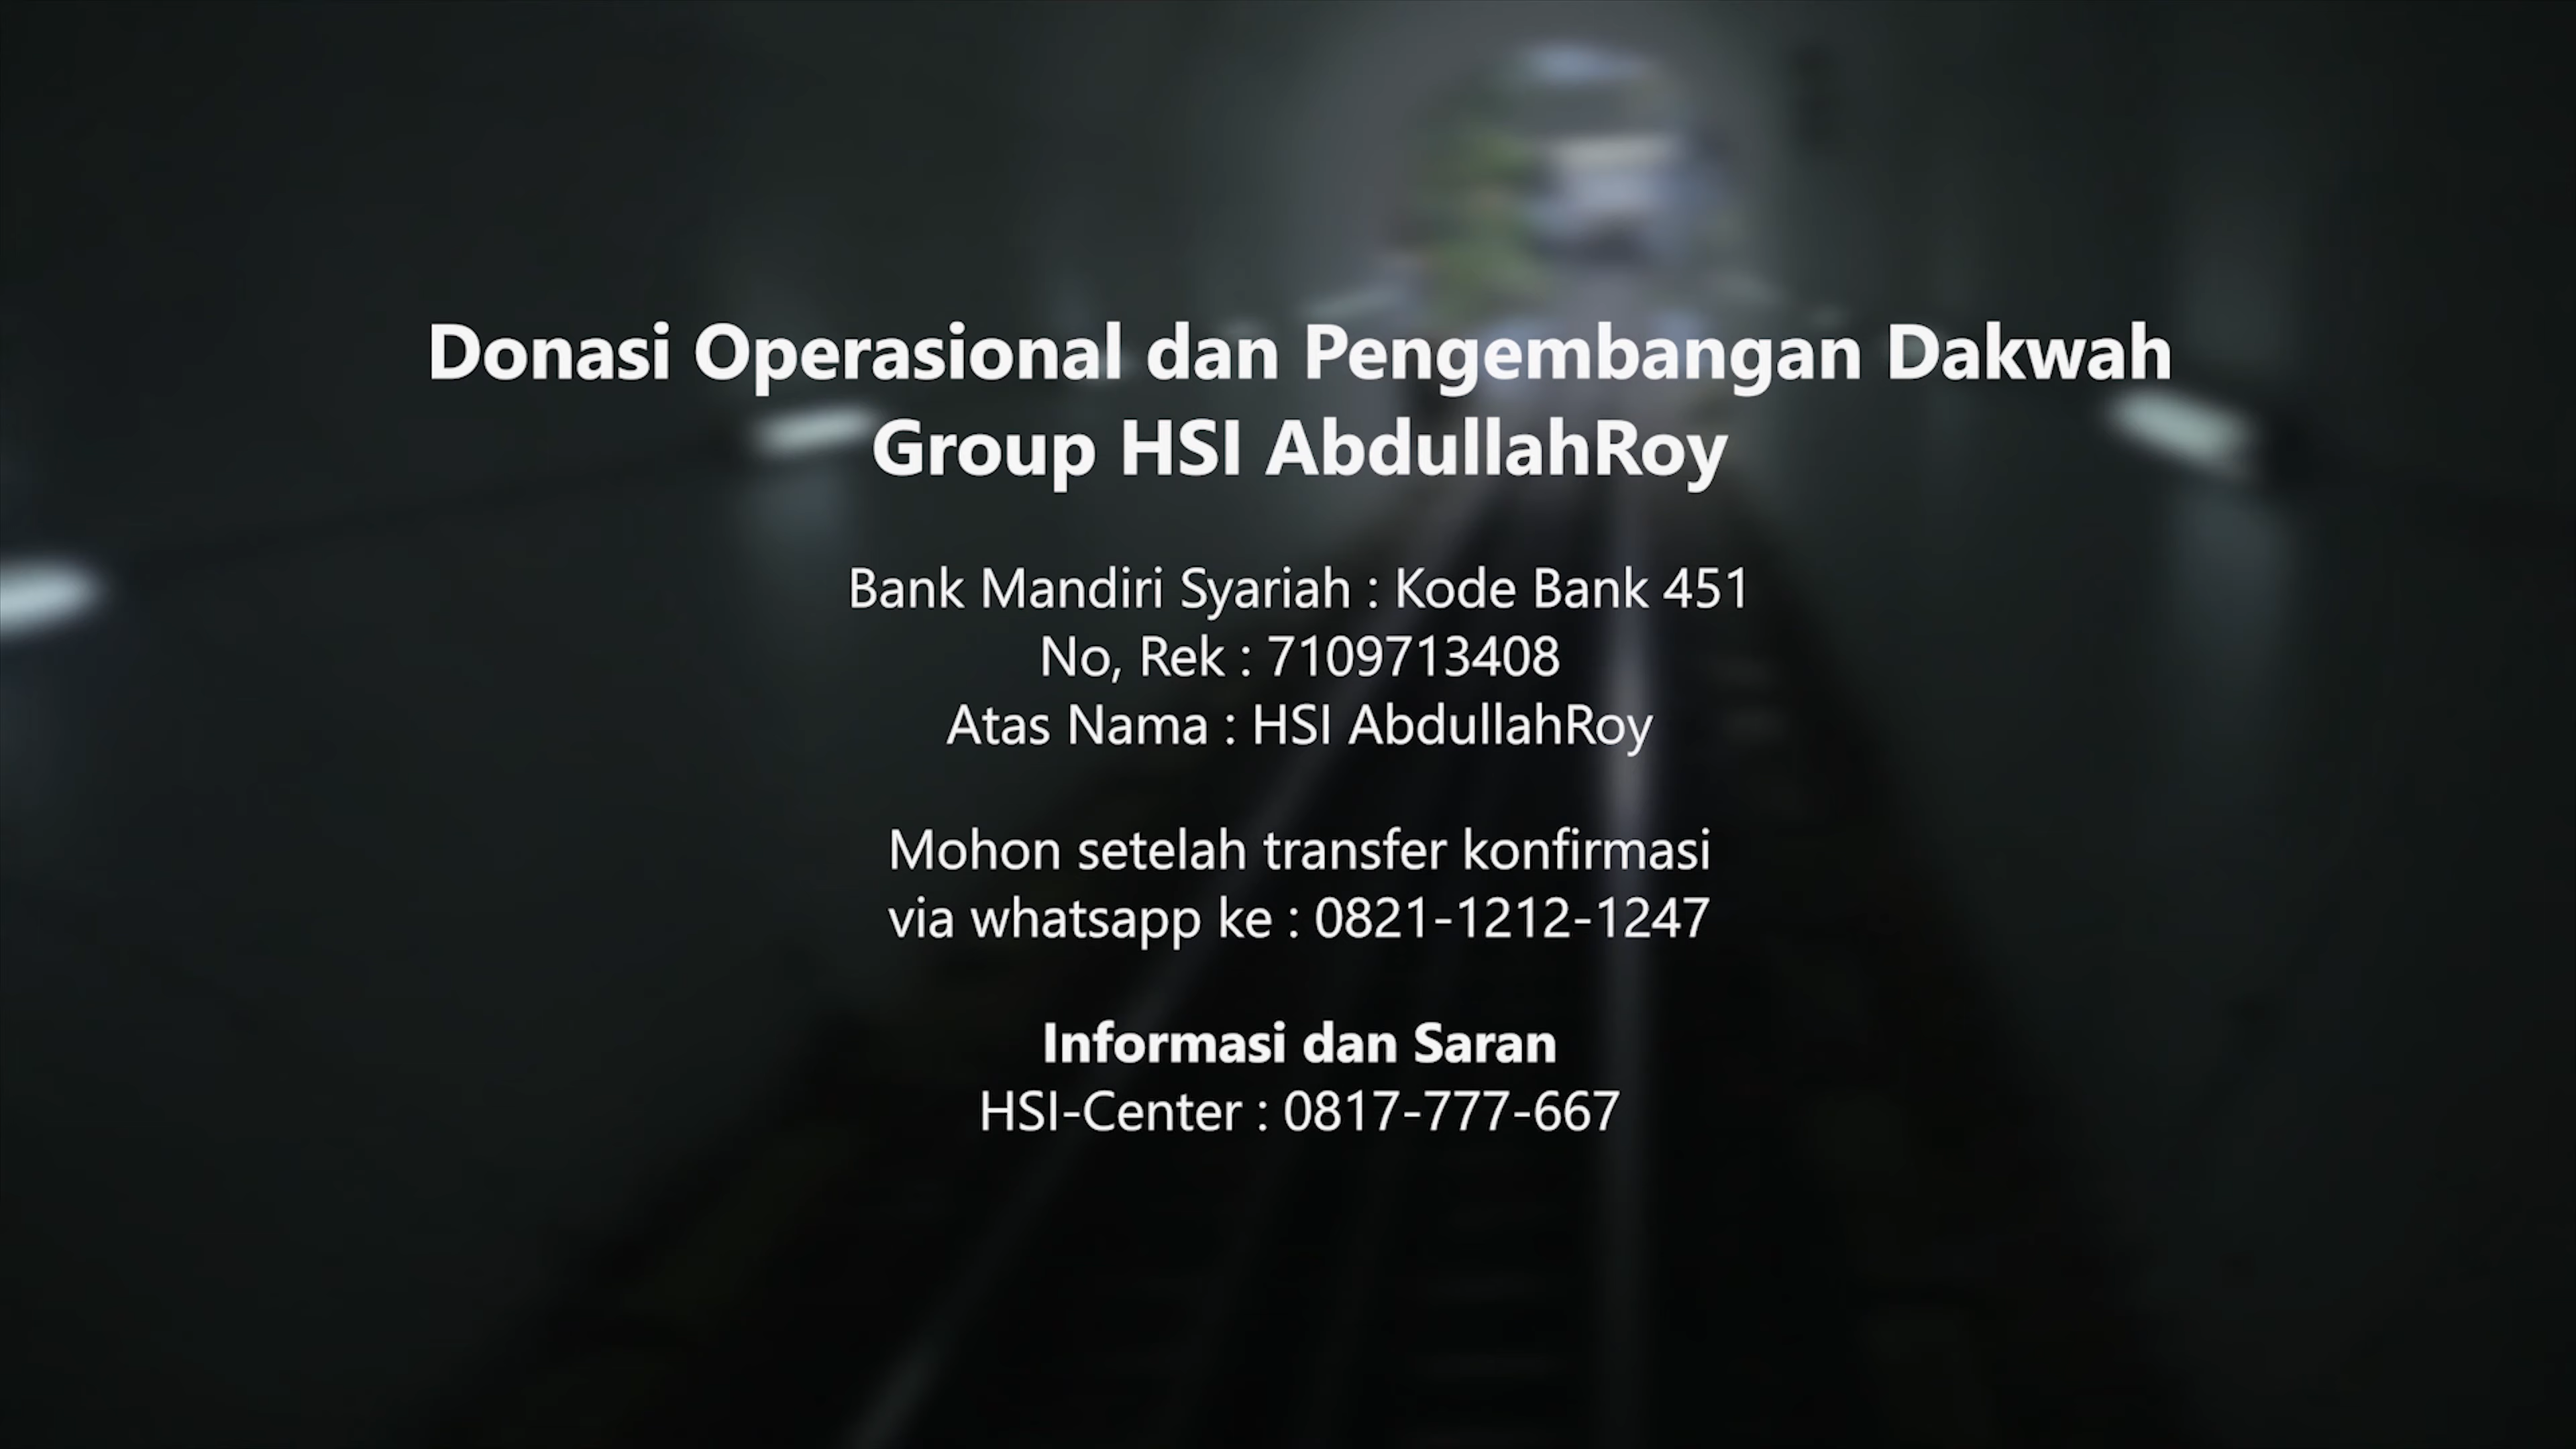 Donasi Operasional dan Pengembangan Dakwah
Group HSI AbdullahRoy
Bank Mandiri Syariah : Kode Bank 451
No, Rek : 7109713408
Atas Nama : HSI AbdullahRoy
Mohon setelah transfer konfirmasi
via whatsapp ke : 0821-1212-1247
Informasi dan Saran
HSI-Center : 0817-777-667